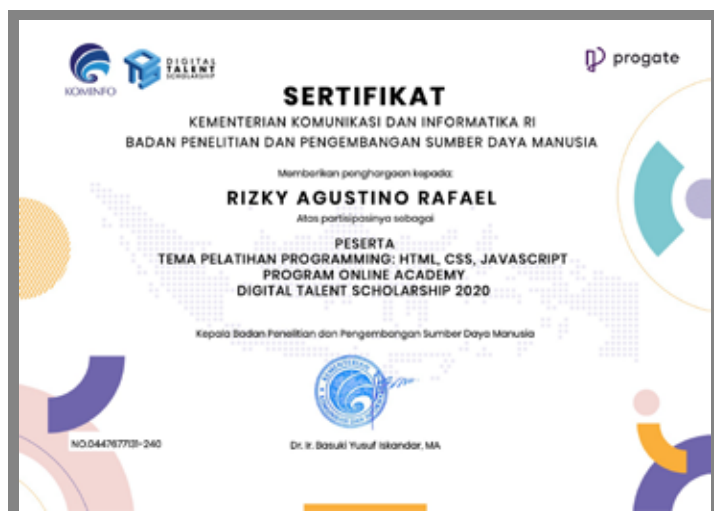 KOMINFO
DIGITAL
TALENT
SCHOLARSHIP
progate
SERTIFIKAT
KEMENTERIAN KOMUNIKASI DAN INFORMATIKA RI
BADAN PENELITIAN DAN PENGEMBANGAN SUMBER DAYA MANUSIA
Memberikan penghargaan kepada:
RIZKY AGUSTINO RAFAEL
Atas partisipasinya sebagai
PESERTA
TEMA PELATIHAN PROGRAMMING: HTML, CSS, JAVASCRIPT
PROGRAM ONLINE ACADEMY
DIGITAL TALENT SCHOLARSHIP 2020
Kepala Badan Penelitian dan Pengembangan Sumber Daya Manusia
KEMENTERIAN
NO.0447677131-240
Dr. Ir. Basuki Yusuf Iskandar, MA